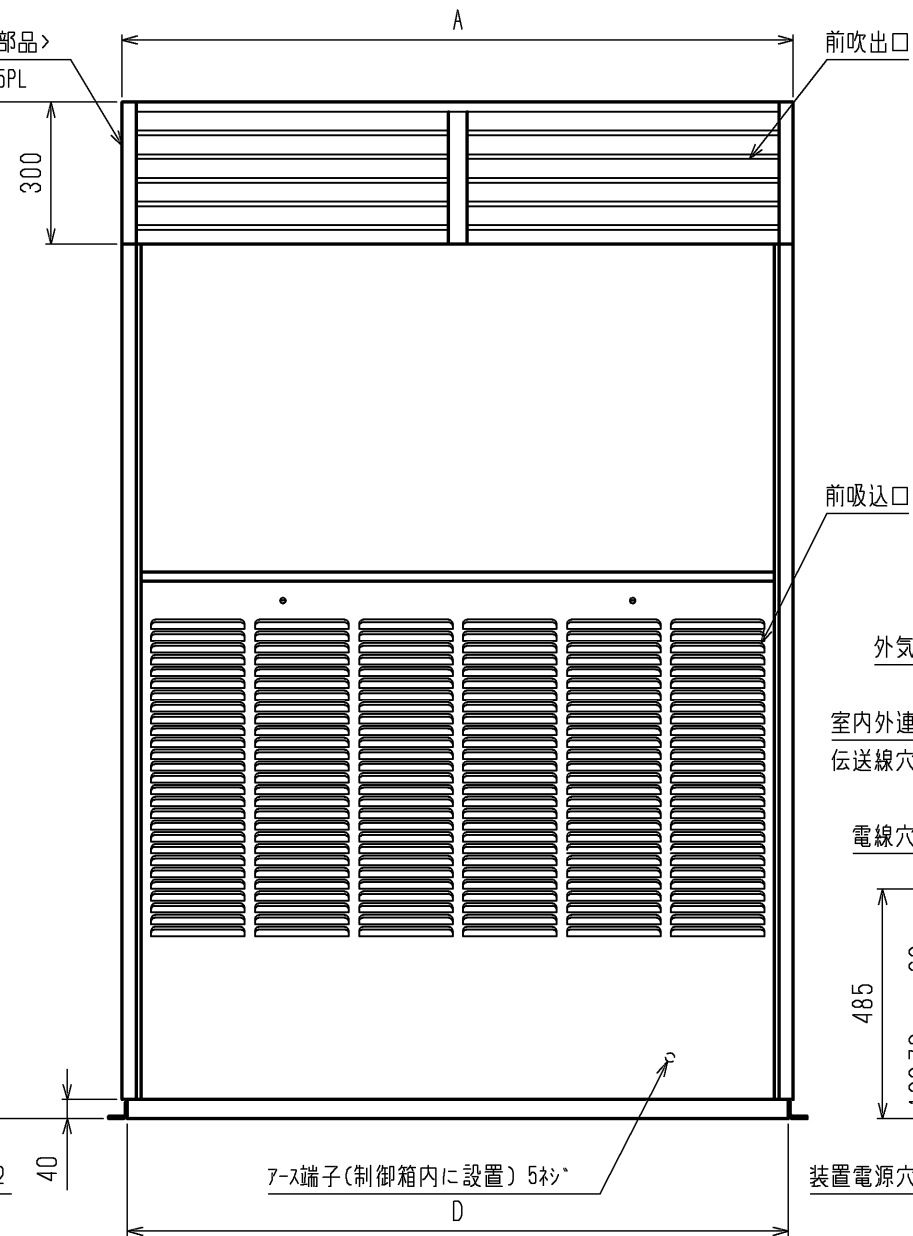 A
部品>
5PL
前吹出口
300
前吸込口
外気
室内外連
伝送線穴
電線穴
485
40
アース端子(制御箱内に設置) 5ネジ
装置電源穴
D